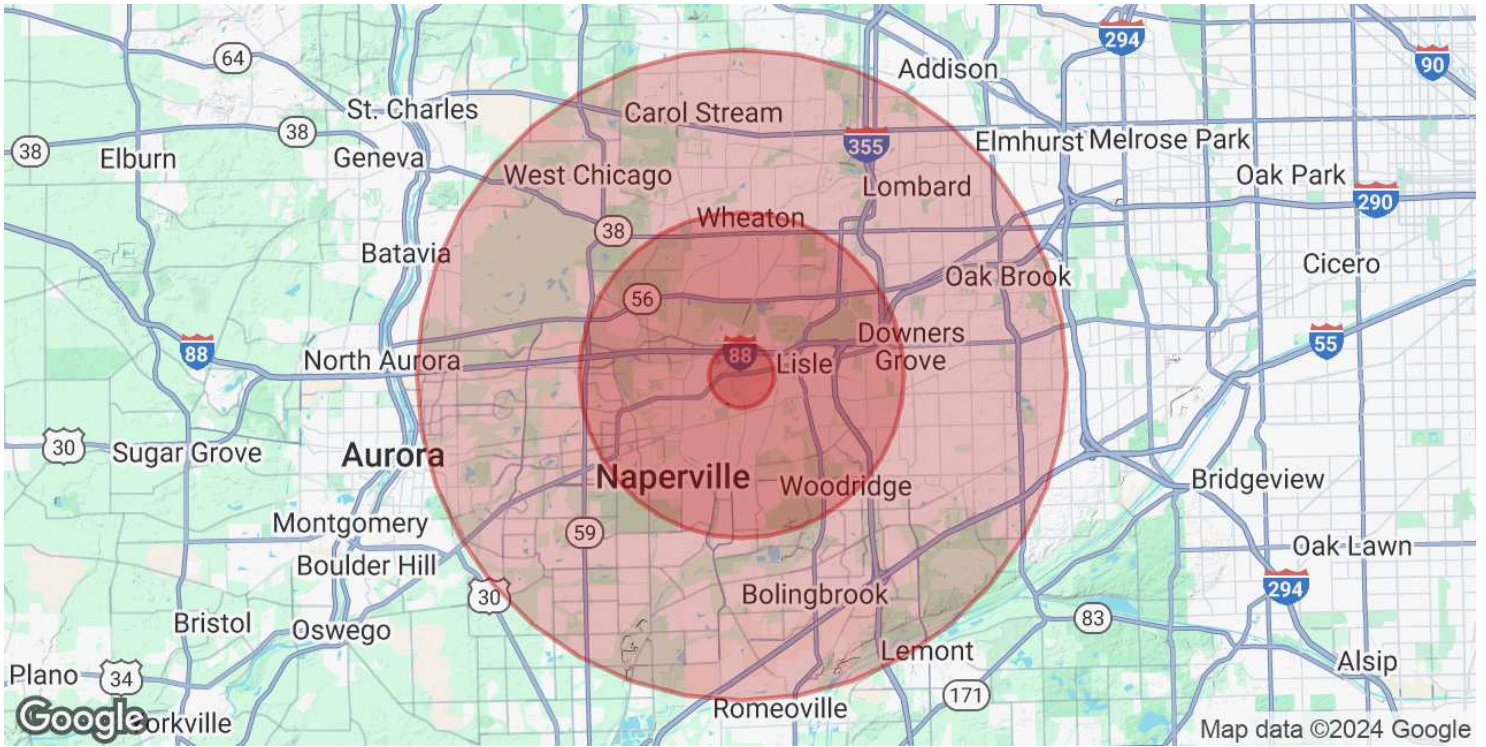 294
90
64
Addison
St. Charles
Carol Stream
38
38
Elburn
Geneva
355
Elmhurst
Melrose Park
West Chicago
Lombard
Oak Park
290
Wheaton
38
Batavia
Oak Brook
Cicero
56
Downers
Grove
55
88
North Aurora
88
Lisle
30
Sugar Grove
Aurora
Naperville
Woodridge
Bridgeview
Montgomery
59
Oak Lawn
Boulder Hill
30
Bolingbrook
294
Bristol
Oswego
83
Lemont
Alsip
Plano
34
171
Romeoville
Google
orkville
Map data ©2024 Google